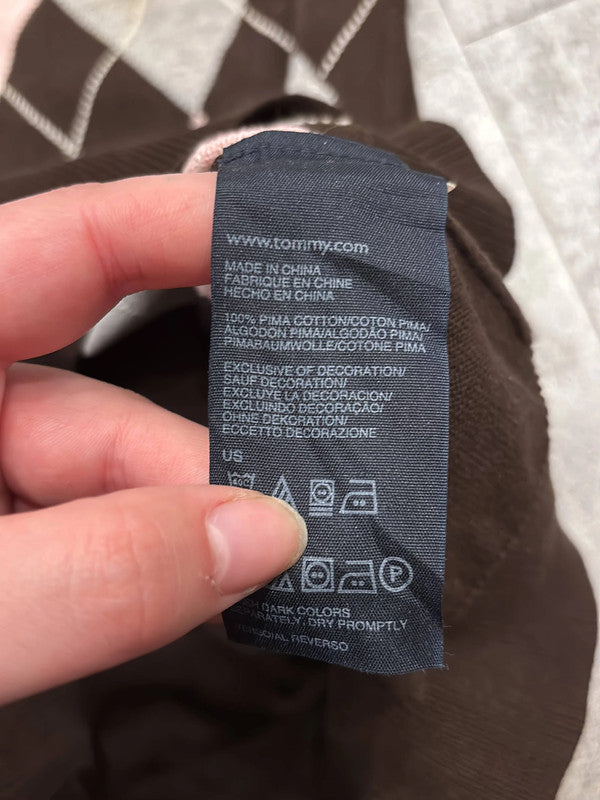 www.tommy.com
MADE IN CHINA
FABRIQUE EN CHINE
HECHO EN CHINA
100% PIMA COTTON/COTON PIMA/
ALGODON PIMA/ALGODÃO PIMA/
PIMABAUMWOLLE/COTONE PIMA
EXCLUSIVE OF DECORATION/
SAUF DECORATION/
EXCLUYE LA DECORACION/
EXCLUINDO DECORAÇÃO/
OHNE DEKORATION/
ECCETTO DECORAZIONE
US
P
DARK COLORS
DRY PROMPTLY
REVERSO